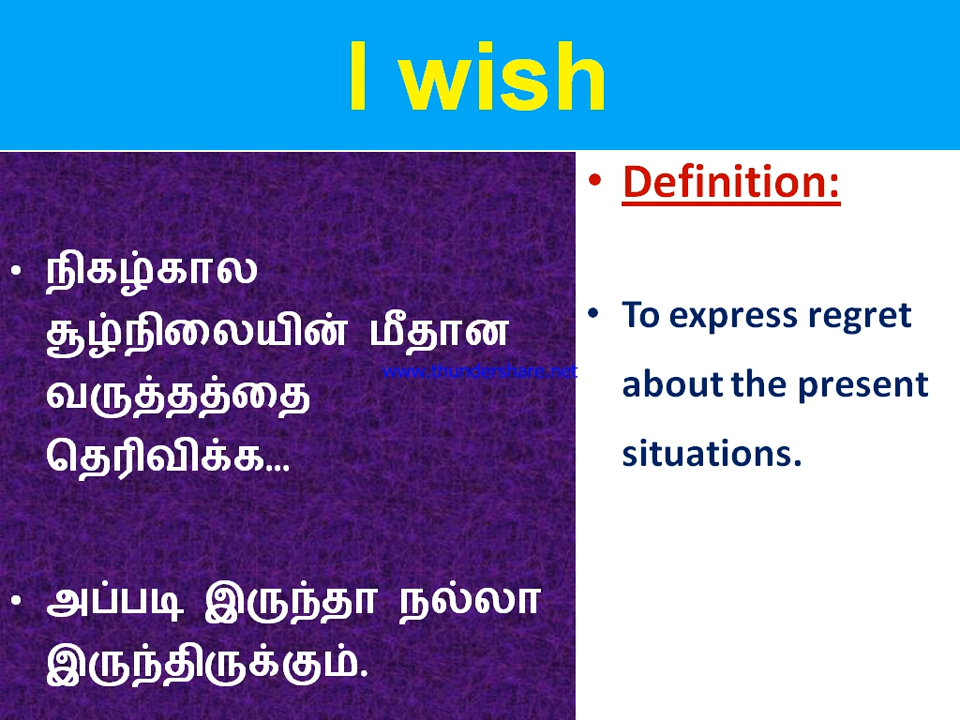 I wish
• நிகழ்கால
சூழ்நிலையின் மீதான
வருத்தத்தை
தெரிவிக்க...
• அப்படி இருந்தா நல்லா
இருந்திருக்கும்.
www.thundershare.net
• Definition:
• To express regret
about the present
situations.